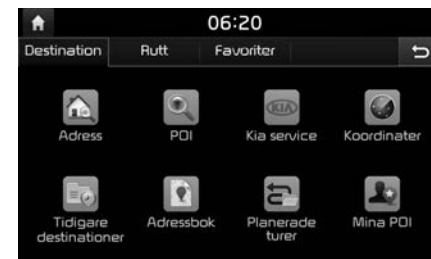 06:20
Destination Rutt Favoriter
KIA
Adress POI Kia service Koordinater
Tidigare destinationer Adressbok Planerade turer Mina POI